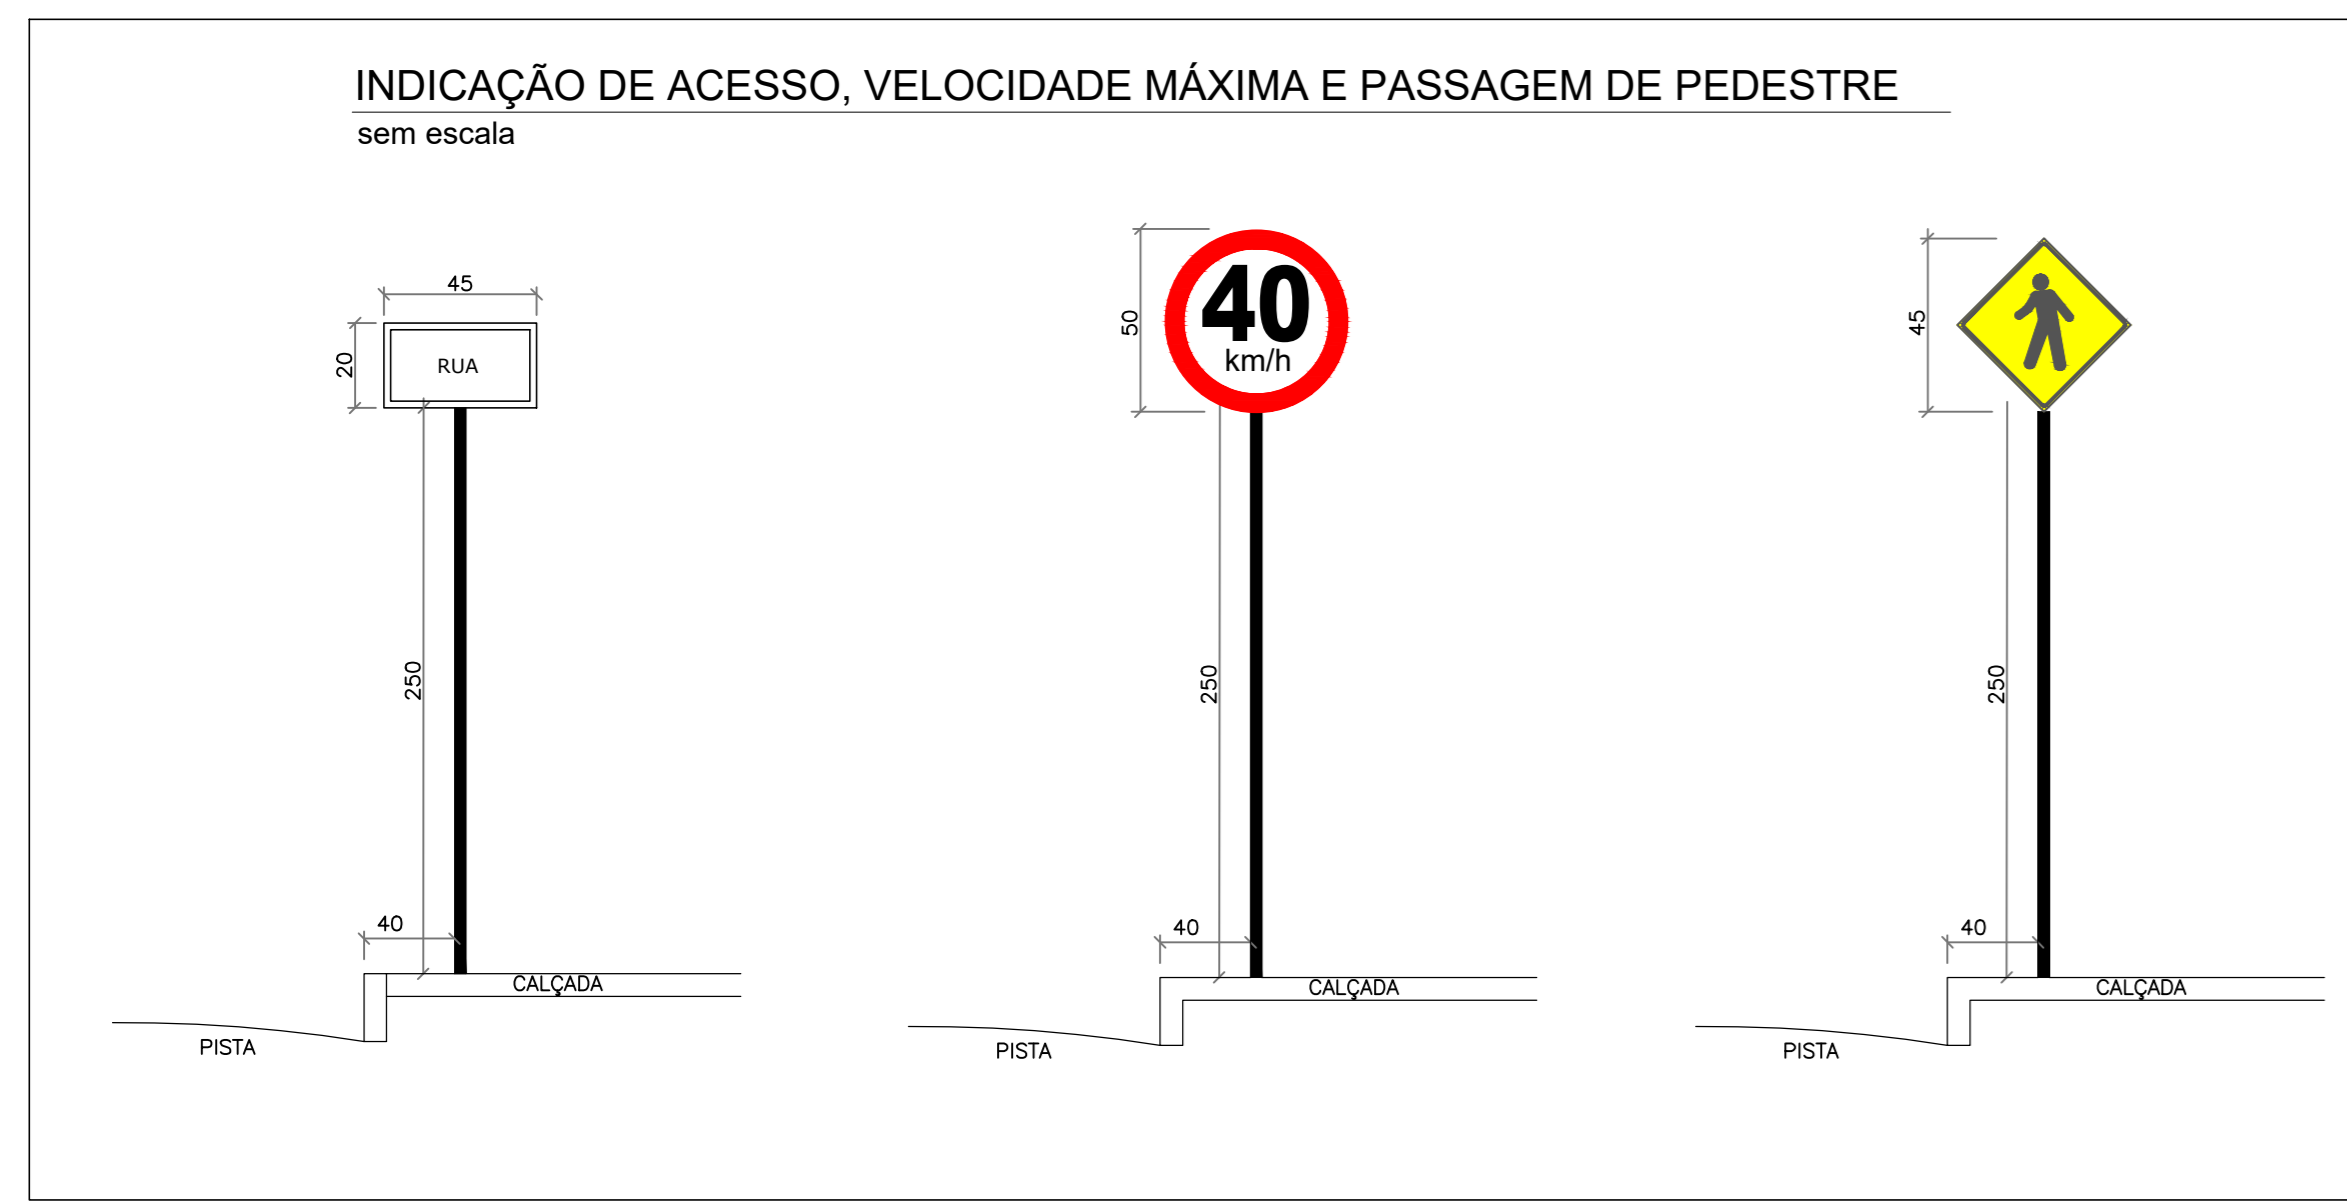 INDICAÇÃO DE ACESSO, VELOCIDADE MÁXIMA E PASSAGEM DE PEDESTRE
sem escala
45
20
RUA
250
40
CALÇADA
PISTA
50
40
km/h
250
40
CALÇADA
PISTA
45
250
40
CALÇADA
PISTA